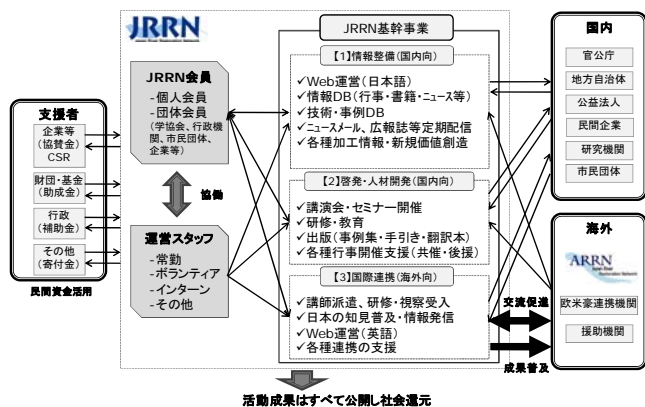 支援者
企業等
(協賛金)
CSR
財団・基金
(助成金)
行政
(補助金)
その他
(寄付金)
民間資金活用
JRRN
JRRN会員
-個人会員
-団体会員
(学協会、行政機
関、市民団体、
企業等)
協働
運営スタッフ
-常勤
-ボランティア
-インターン
-その他
JRRN基幹事業
【1】情報整備(国内向)
✓Web運営(日本語)
✓情報DB(行事・書籍・ニュース等)
✓技術・事例DB
✓ニュースメール、広報誌等定期配信
✓各種加工情報・新規価値創造
【2】啓発・人材開発(国内向)
✓講演会・セミナー開催
✓研修・教育
✓出版(事例集・手引き・翻訳本)
✓各種行事開催支援(共催・後援)
【3】国際連携(海外向)
✓講師派遣、研修・視察受入
✓日本の知見普及・情報発信
✓Web運営(英語)
✓各種連携の支援
国内
官公庁
地方自治体
公益法人
民間企業
研究機関
市民団体
海外
ARRN
欧米豪連携機関
援助機関
交流促進
成果普及
活動成果はすべて公開し社会還元